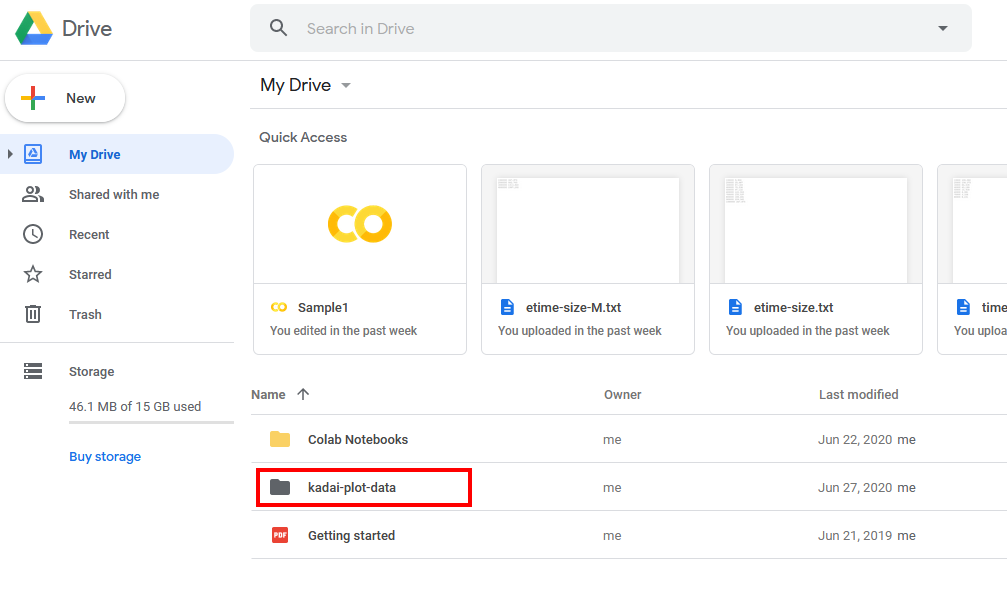 Drive
Search in Drive
New
My Drive
Shared with me
Recent
Starred
Trash
Storage
46.1 MB of 15 GB used
Buy storage
My Drive
Quick Access
Sample1
You edited in the past week
etime-size-M.txt
You uploaded in the past week
etime-size.txt
You uploaded in the past week
time
You uploa
Name Owner Last modified
Colab Notebooks me Jun 22, 2020 me
kadai-plot-data me Jun 27, 2020 me
PDF Getting started me Jun 21, 2019 me